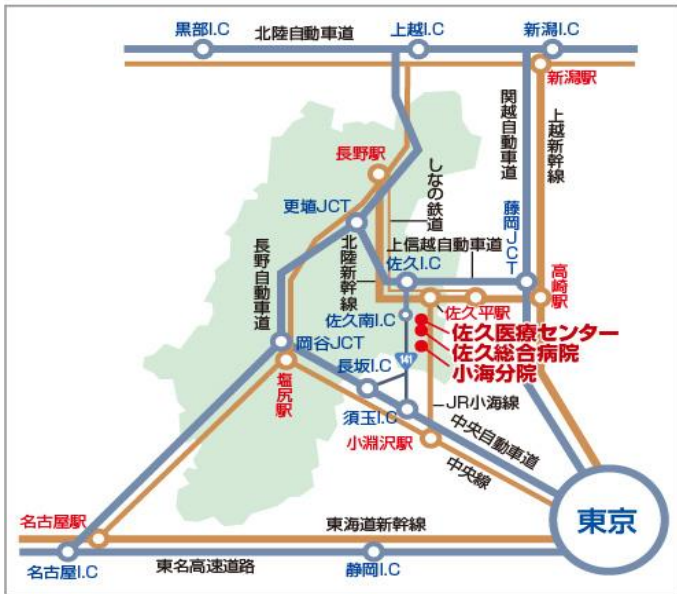 黒部I.C
北陸自動車道
上越I.C
新潟I.C
新潟駅
関越自動車道
上越新幹線
長野駅
しなの鉄道
更埴JCT
藤岡JCT
長野自動車道
北陸新幹線
上信越自動車道
佐久I.C
高崎駅
佐久南I.C
佐久平駅
佐久医療センター
佐久総合病院
小海分院
岡谷JCT
141
長坂I.C
塩尻駅
JR小海線
須玉I.C
中央自動車道
小淵沢駅
中央線
東京
名古屋駅
東海道新幹線
名古屋I.C
東名高速道路
静岡I.C